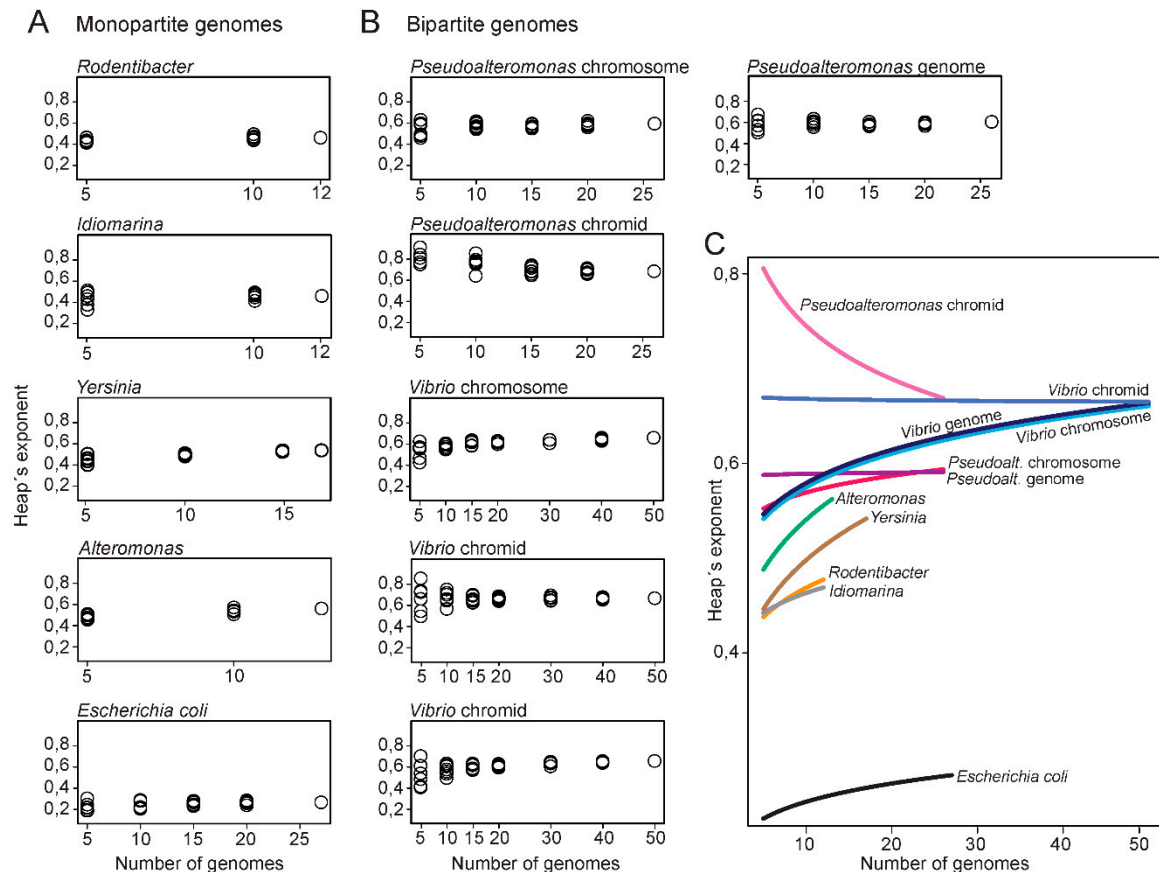 A Monopartite genomes
B Bipartite genomes
Rodentibacter
0,8
0,6
0,4
0,2
5 10 12
Idiomarina
0,8
0,6
0,4
0,2
5 10 12
Yersinia
0,8
0,6
0,4
0,2
5 10 15
Alteromonas
0,8
0,6
0,4
0,2
5 10
Escherichia coli
0,8
0,6
0,4
0,2
5 10 15 20 25
Heap´s exponent
Number of genomes
Pseudoalteromonas chromosome
0,8
0,6
0,4
0,2
5 10 15 20 25
Pseudoalteromonas chromid
0,8
0,6
0,4
0,2
5 10 15 20 25
Vibrio chromosome
0,8
0,6
0,4
0,2
5 10 15 20 30 40 50
Vibrio chromid
0,8
0,6
0,4
0,2
5 10 15 20 30 40 50
Vibrio chromid
0,8
0,6
0,4
0,2
5 10 15 20 30 40 50
Number of genomes
Pseudoalteromonas genome
0,8
0,6
0,4
0,2
5 10 15 20 25
C
0,8
0,6
0,4
Heap´s exponent
Pseudoalteromonas chromid
Vibrio chromid
Vibrio genome
Vibrio chromosome
Pseudoalt. chromosome
Pseudoalt. genome
Alteromonas
Yersinia
Rodentibacter
Idiomarina
Escherichia coli
10 20 30 40 50
Number of genomes